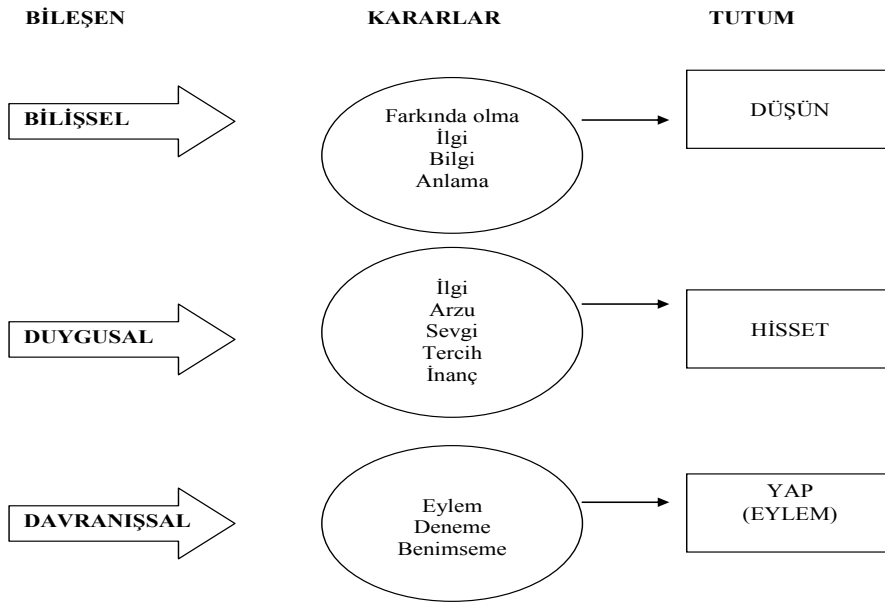 BİLEŞEN KARARLAR TUTUM
BİLİŞSEL
Farkında olma
İlgi
Bilgi
Anlama
DÜŞÜN
DUYGUSAL
İlgi
Arzu
Sevgi
Tercih
İnanç
HİSSET
DAVRANIŞSAL
Eylem
Deneme
Benimseme
YAP
(EYLEM)